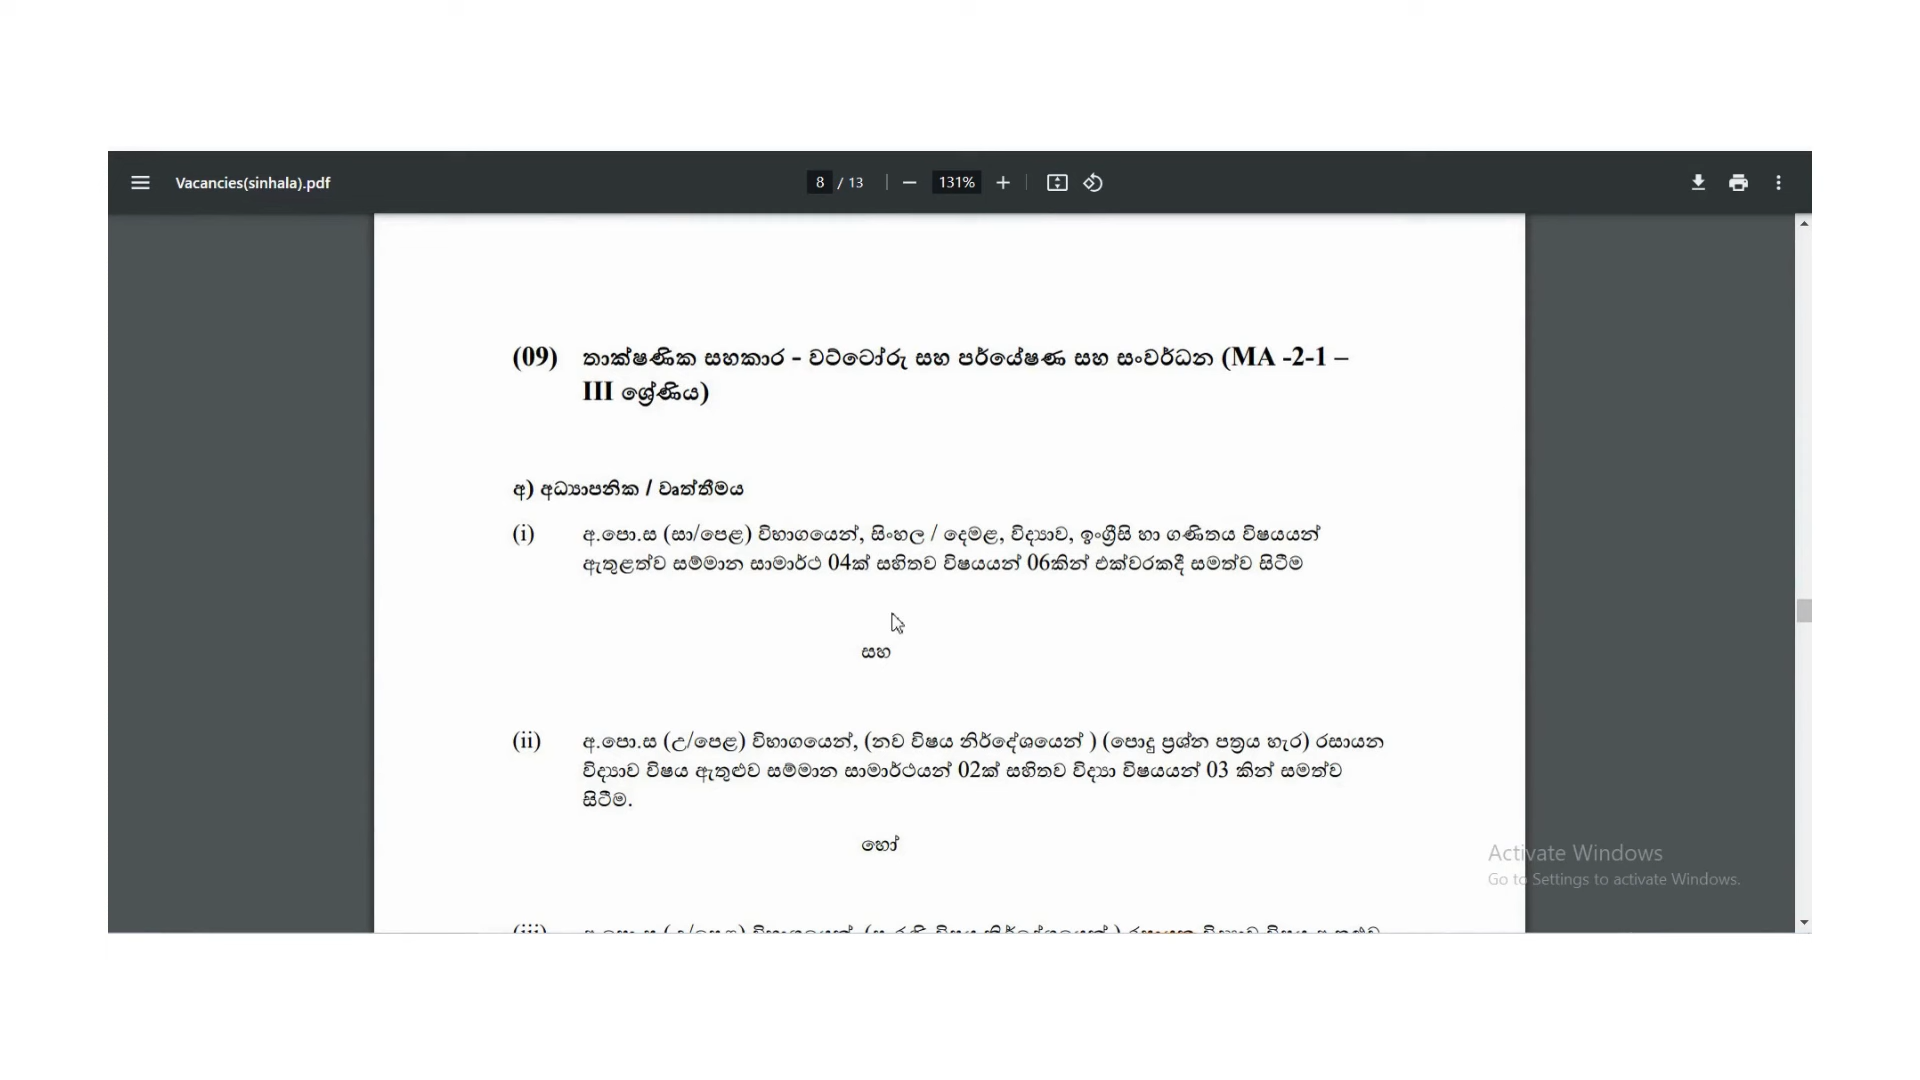 Vacancies(sinhala).pdf
8 / 13
131%
(09) තාක්ෂණික සහකාර - වට්ටෝරු සහ පර්යේෂණ සහ සංවර්ධන (MA -2-1 –
III ශ්‍රේණිය)
අ) අධ්‍යාපනික / වෘත්තීමය
(i) අ.පො.ස (සා/පෙළ) විභාගයෙන්, සිංහල / දෙමළ, විද්‍යාව, ඉංග්‍රීසි හා ගණිතය විෂයයන්
ඇතුළත්ව සම්මාන සාමාර්ථ 04ක් සහිතව විෂයයන් 06කින් එක්වරකදී සමත්ව සිටීම
සහ
(ii) අ.පො.ස (උ/පෙළ) විභාගයෙන්, (නව විෂය නිර්දේශයෙන් ) (පොදු ප්‍රශ්න පත්‍රය හැර) රසායන
විද්‍යාව විෂය ඇතුළුව සම්මාන සාමාර්ථයන් 02ක් සහිතව විද්‍යා විෂයයන් 03 කින් සමත්ව
සිටීම.
හෝ
Activate Windows
Go to Settings to activate Windows.